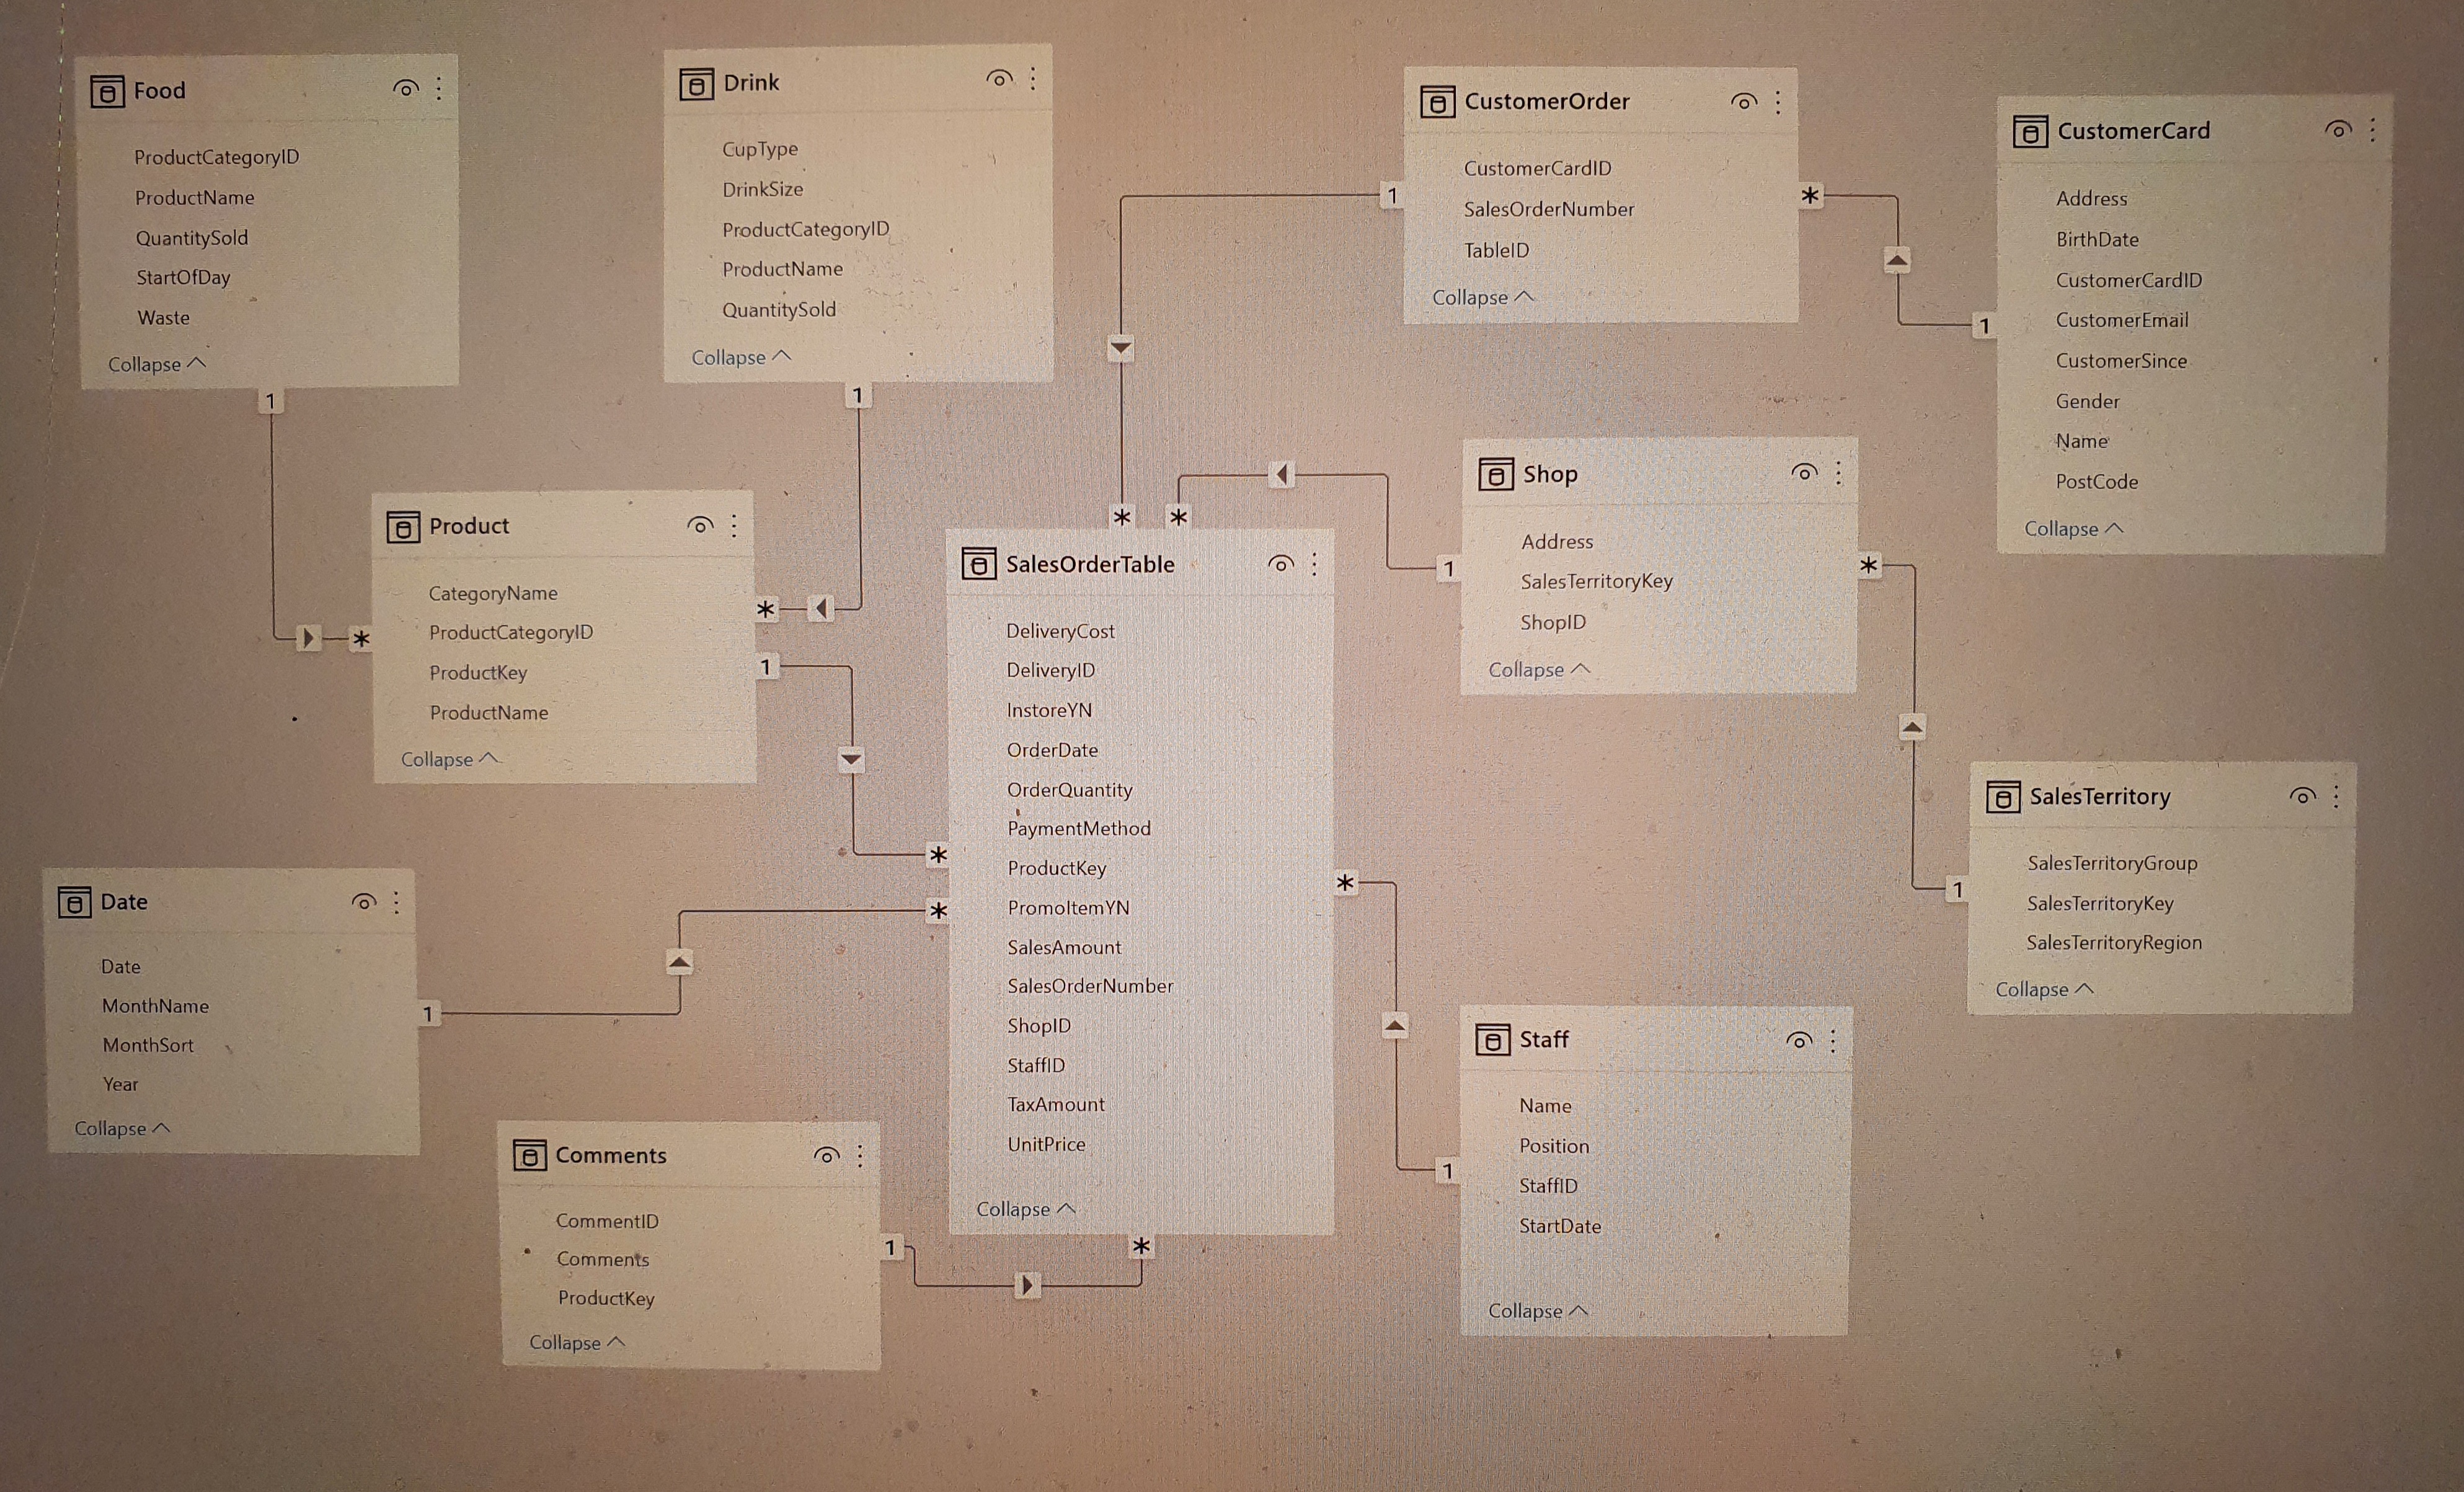 Food
ProductCategoryID
ProductName
QuantitySold
StartOfDay
Waste
Collapse
1
Drink
CupType
DrinkSize
ProductCategoryID
ProductName
QuantitySold
Collapse
1
CustomerOrder
CustomerCardID
SalesOrderNumber
TableID
Collapse
1
*
CustomerCard
Address
BirthDate
CustomerCardID
CustomerEmail
CustomerSince
Gender
Name
PostCode
Collapse
1
Product
CategoryName
ProductCategoryID
ProductKey
ProductName
Collapse
*
*
1
SalesOrderTable
DeliveryCost
DeliveryID
InstoreYN
OrderDate
OrderQuantity
PaymentMethod
ProductKey
PromoItemYN
SalesAmount
SalesOrderNumber
ShopID
StaffID
TaxAmount
UnitPrice
Collapse
*
*
*
*
*
*
Shop
Address
SalesTerritoryKey
ShopID
Collapse
1
*
SalesTerritory
SalesTerritoryGroup
SalesTerritoryKey
SalesTerritoryRegion
Collapse
1
Date
Date
MonthName
MonthSort
Year
Collapse
1
Comments
CommentID
Comments
ProductKey
Collapse
1
Staff
Name
Position
StaffID
StartDate
Collapse
1